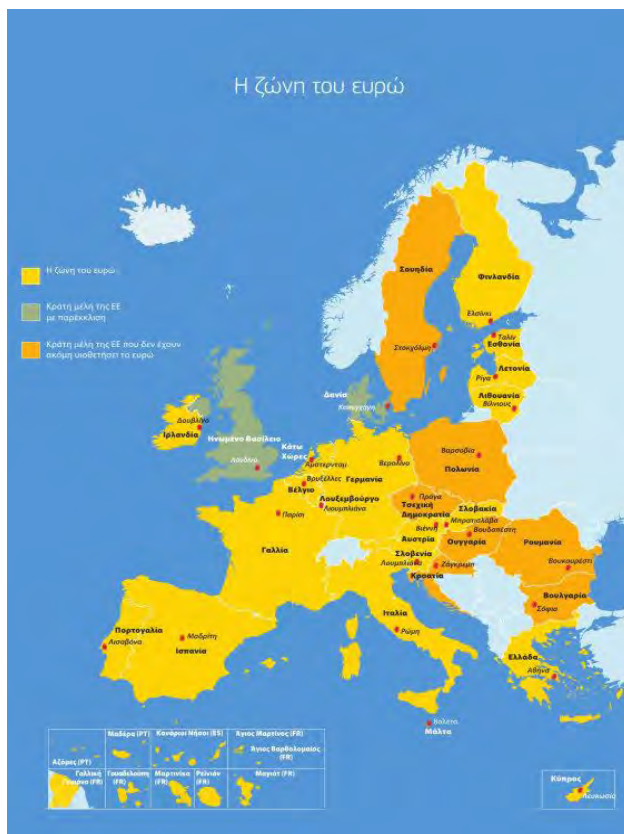 Η ζώνη του ευρώ
Η ζώνη του ευρώ
Κράτη μέλη της ΕΕ
με παρέκκλιση
Κράτη μέλη της ΕΕ που δεν έχουν
ακόμη υιοθετήσει το ευρώ
Σουηδία
Φινλανδία
Ελσίνκι
Στοκχόλμη
Ταλίν
Εσθονία
Ρίγα
Λετονία
Λιθουανία
Βίλνιους
Δανία
Κοπεγχάγη
Δουβλίνο
Ιρλανδία
Ηνωμένο Βασίλειο
Λονδίνο
Κάτω
Χώρες
Άμστερνταμ
Βερολίνο
Βαρσοβία
Πολωνία
Βρυξέλλες
Γερμανία
Βέλγιο
Λουξεμβούργο
Λιουμπλιάνα
Πράγα
Τσεχική
Δημοκρατία
Σλοβακία
Μπρατισλάβα
Παρίσι
Βιέννη
Βουδαπέστη
Αυστρία
Ουγγαρία
Ρουμανία
Γαλλία
Σλοβενία
Λιουμπλιάνα
Ζάγκρεμπ
Κροατία
Βουκουρέστι
Βουλγαρία
Σόφια
Ιταλία
Ρώμη
Πορτογαλία
Λισαβόνα
Μαδρίτη
Ισπανία
Ελλάδα
Αθήνα
Βαλέτα
Μάλτα
Αζόρες (PT)
Μαδέρα (PT)
Κανάριοι Νήσοι (ES)
Άγιος Μαρτίνος (FR)
Άγιος Βαρθολομαίος
(FR)
Γαλλική
Γουιάνα (FR)
Γουαδελούπη
(FR)
Μαρτινίκα
(FR)
Ρεϊνιόν
(FR)
Μαγιότ (FR)
Κύπρος
Λευκωσία